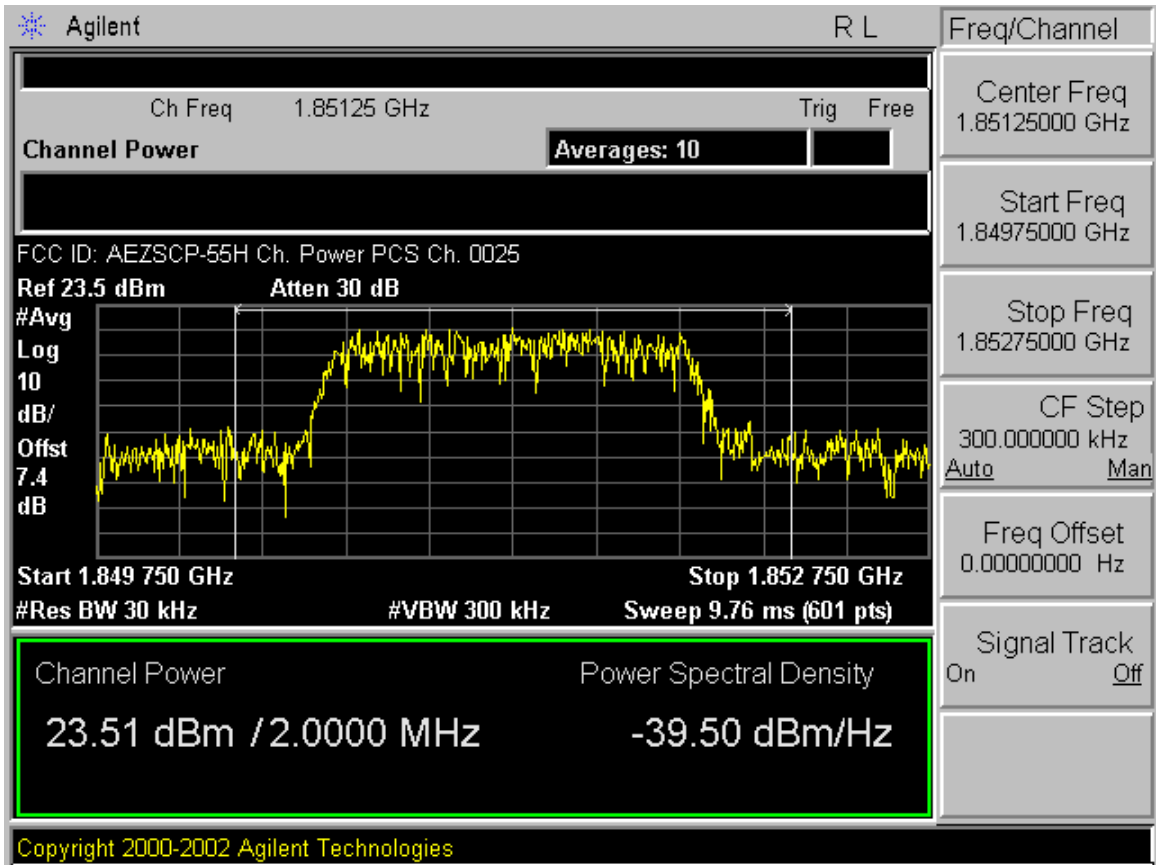 Agilent R L Freq/Channel
Ch Freq 1.85125 GHz Trig Free
Channel Power Averages: 10
FCC ID: AEZSCP-55H Ch. Power PCS Ch. 0025
Ref 23.5 dBm Atten 30 dB
#Avg
Log
10
dB/
Offst
7.4
dB
Start 1.849 750 GHz Stop 1.852 750 GHz
#Res BW 30 kHz #VBW 300 kHz Sweep 9.76 ms (601 pts)
Channel Power Power Spectral Density
23.51 dBm / 2.0000 MHz -39.50 dBm/Hz
Center Freq
1.85125000 GHz
Start Freq
1.84975000 GHz
Stop Freq
1.85275000 GHz
CF Step
300.000000 kHz
Auto Man
Freq Offset
0.00000000 Hz
Signal Track
On Off
Copyright 2000-2002 Agilent Technologies